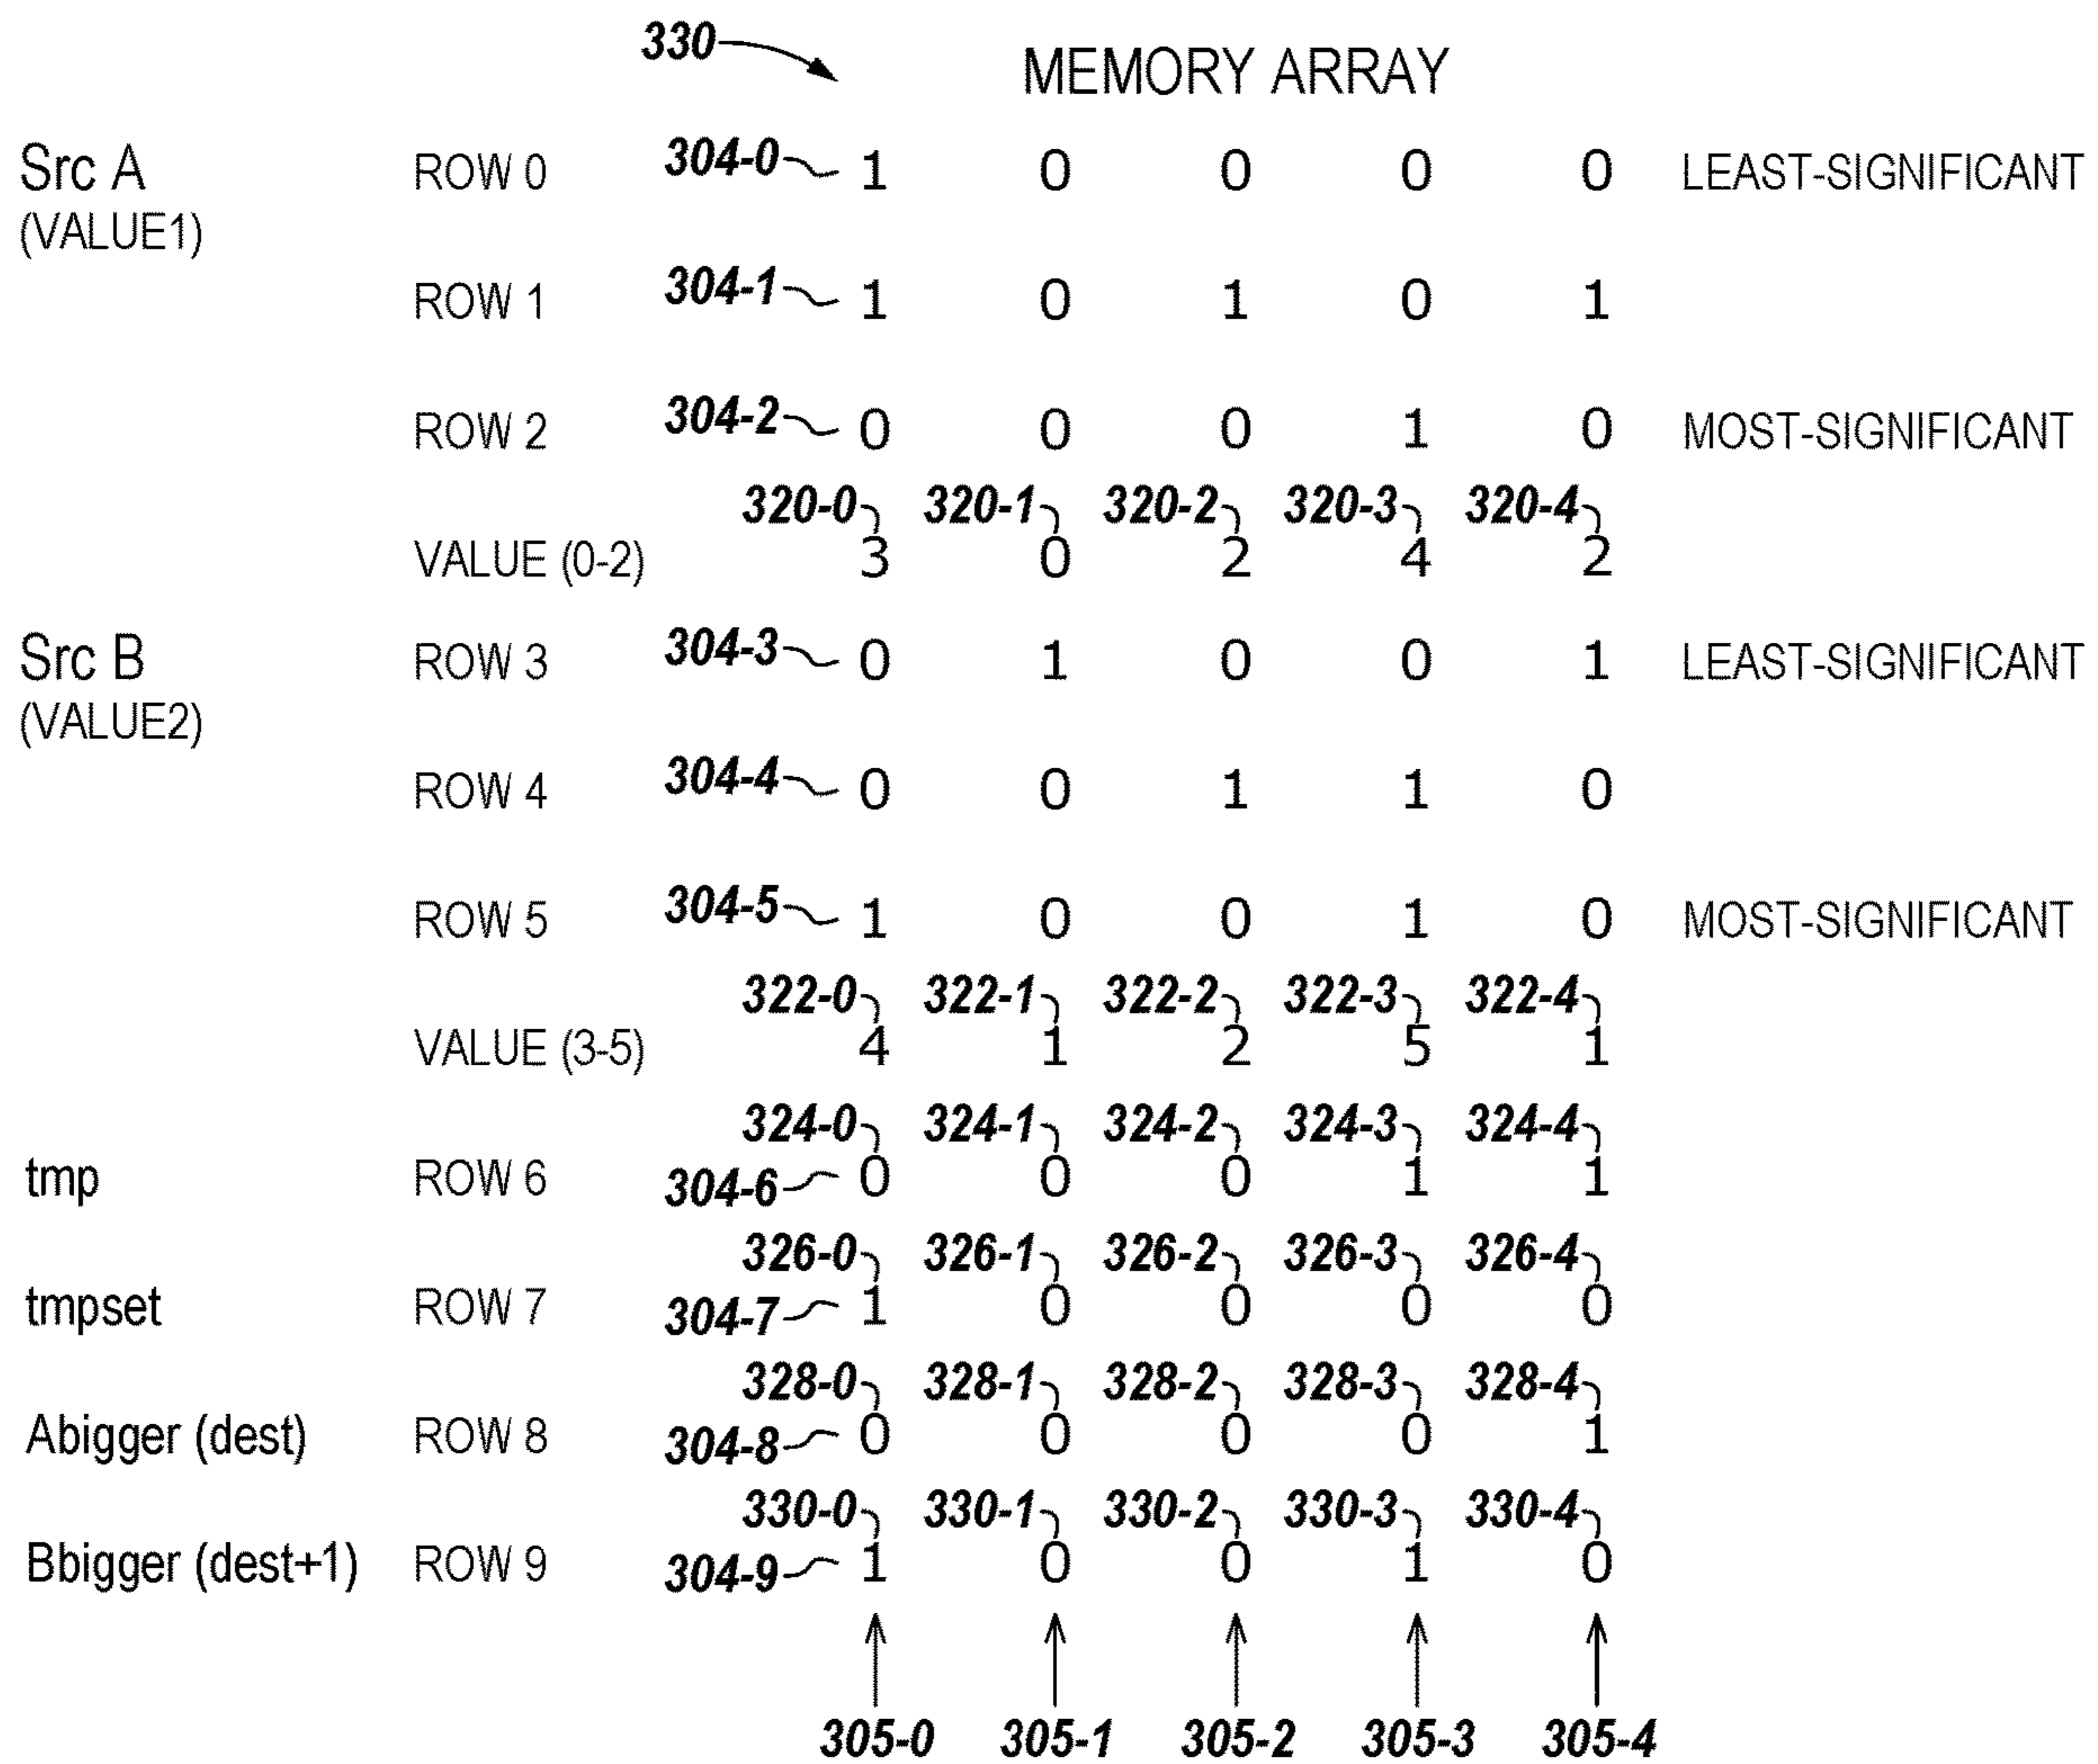 330 MEMORY ARRAY
Src A ROW 0 304-0 1 0 0 0 0 LEAST-SIGNIFICANT
(VALUE1)
ROW 1 304-1 1 0 1 0 1
ROW 2 304-2 0 0 0 1 0 MOST-SIGNIFICANT
320-0 320-1 320-2 320-3 320-4
VALUE (0-2) 3 0 2 4 2
Src B ROW 3 304-3 0 1 0 0 1 LEAST-SIGNIFICANT
(VALUE2)
ROW 4 304-4 0 0 1 1 0
ROW 5 304-5 1 0 0 1 0 MOST-SIGNIFICANT
322-0 322-1 322-2 322-3 322-4
VALUE (3-5) 4 1 2 5 1
324-0 324-1 324-2 324-3 324-4
tmp ROW 6 304-6 0 0 0 1 1
326-0 326-1 326-2 326-3 326-4
tmpset ROW 7 304-7 1 0 0 0 0
328-0 328-1 328-2 328-3 328-4
Abigger (dest) ROW 8 304-8 0 0 0 0 1
330-0 330-1 330-2 330-3 330-4
Bbigger (dest+1) ROW 9 304-9 1 0 0 1 0
305-0 305-1 305-2 305-3 305-4